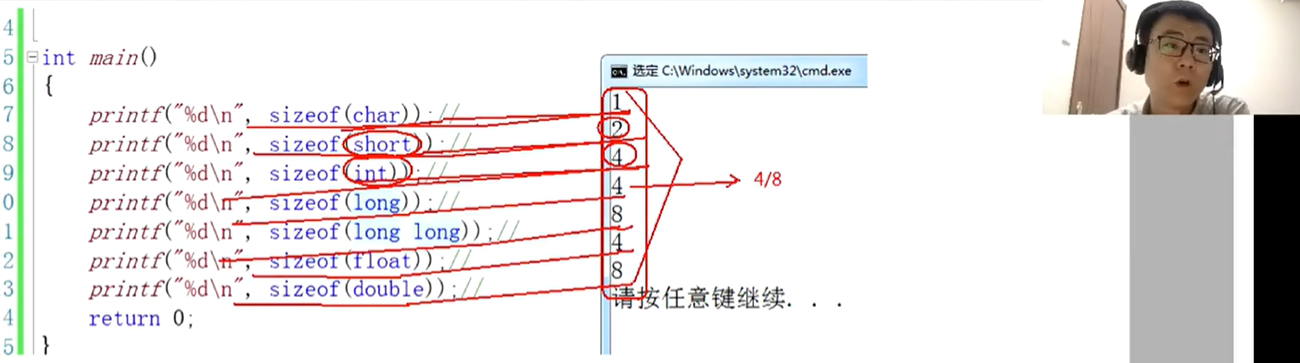 4
5 int main()
6 {
7 printf("%d\n", sizeof(char));//
8 printf("%d\n", sizeof(short));//
9 printf("%d\n", sizeof(int));//
0 printf("%d\n", sizeof(long));//
1 printf("%d\n", sizeof(long long));//
2 printf("%d\n", sizeof(float));//
3 printf("%d\n", sizeof(double));//
4 return 0;
5 }
选定 C:\Windows\system32\cmd.exe
1
2
4
4
8
4
8
请按任意键继续. . .
4/8